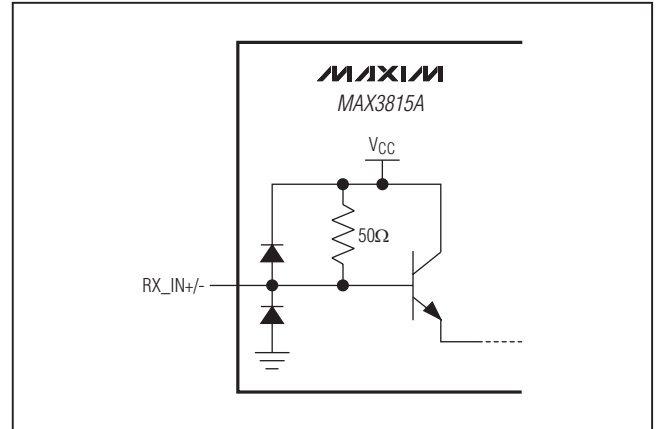 MAXIM
MAX3815A
VCC
50Ω
RX_IN+/-